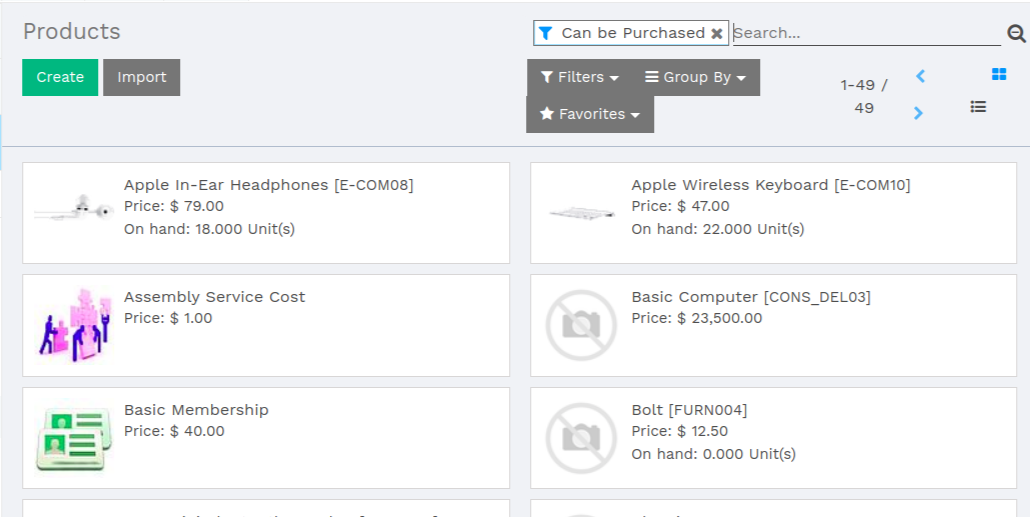 Products
Can be Purchased
Search...
Create
Import
Filters
Group By
1-49 /
49
Favorites
Apple In-Ear Headphones [E-COM08]
Price: $ 79.00
On hand: 18.000 Unit(s)
Apple Wireless Keyboard [E-COM10]
Price: $ 47.00
On hand: 22.000 Unit(s)
Assembly Service Cost
Price: $ 1.00
Basic Computer [CONS_DEL03]
Price: $ 23,500.00
Basic Membership
Price: $ 40.00
Bolt [FURN004]
Price: $ 12.50
On hand: 0.000 Unit(s)